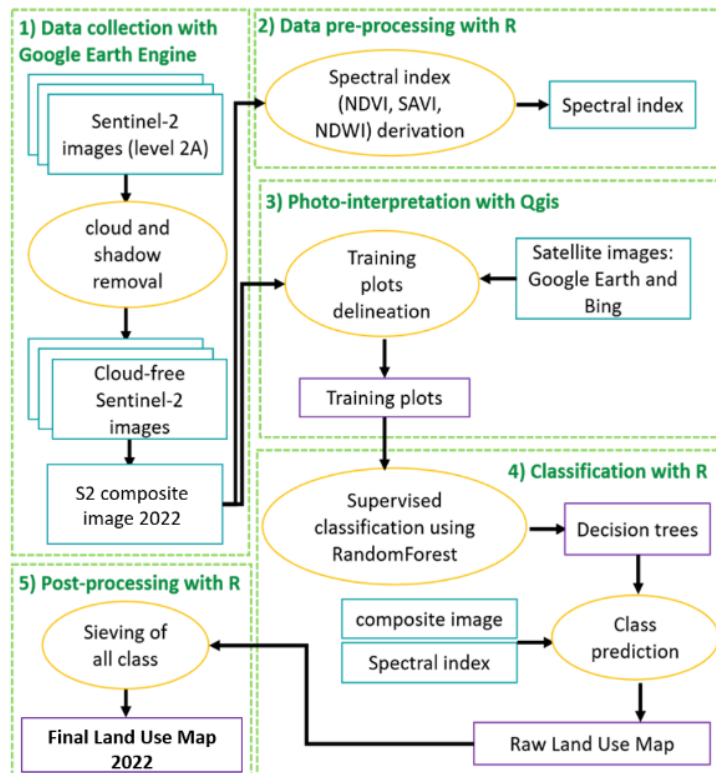 1) Data collection with
Google Earth Engine
Sentinel-2
images (level 2A)
cloud and
shadow
removal
Cloud-free
Sentinel-2
images
S2 composite
image 2022
2) Data pre-processing with R
Spectral index
(NDVI, SAVI,
NDWI) derivation
Spectral index
3) Photo-interpretation with Qgis
Training
plots
delineation
Satellite images:
Google Earth and
Bing
Training plots
4) Classification with R
Supervised
classification using
RandomForest
Decision trees
composite image
Spectral index
Class
prediction
Raw Land Use Map
5) Post-processing with R
Sieving of
all class
Final Land Use Map
2022